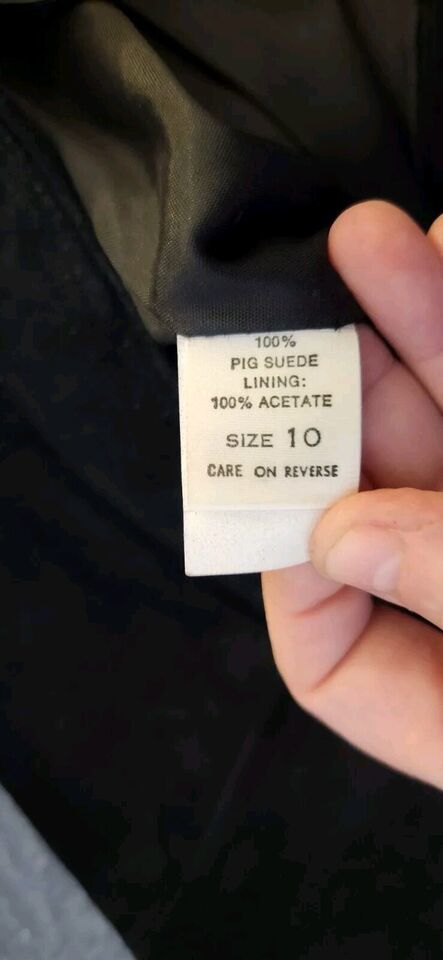 100%
PIG SUEDE
LINING:
100% ACETATE
SIZE 10
CARE ON REVERSE